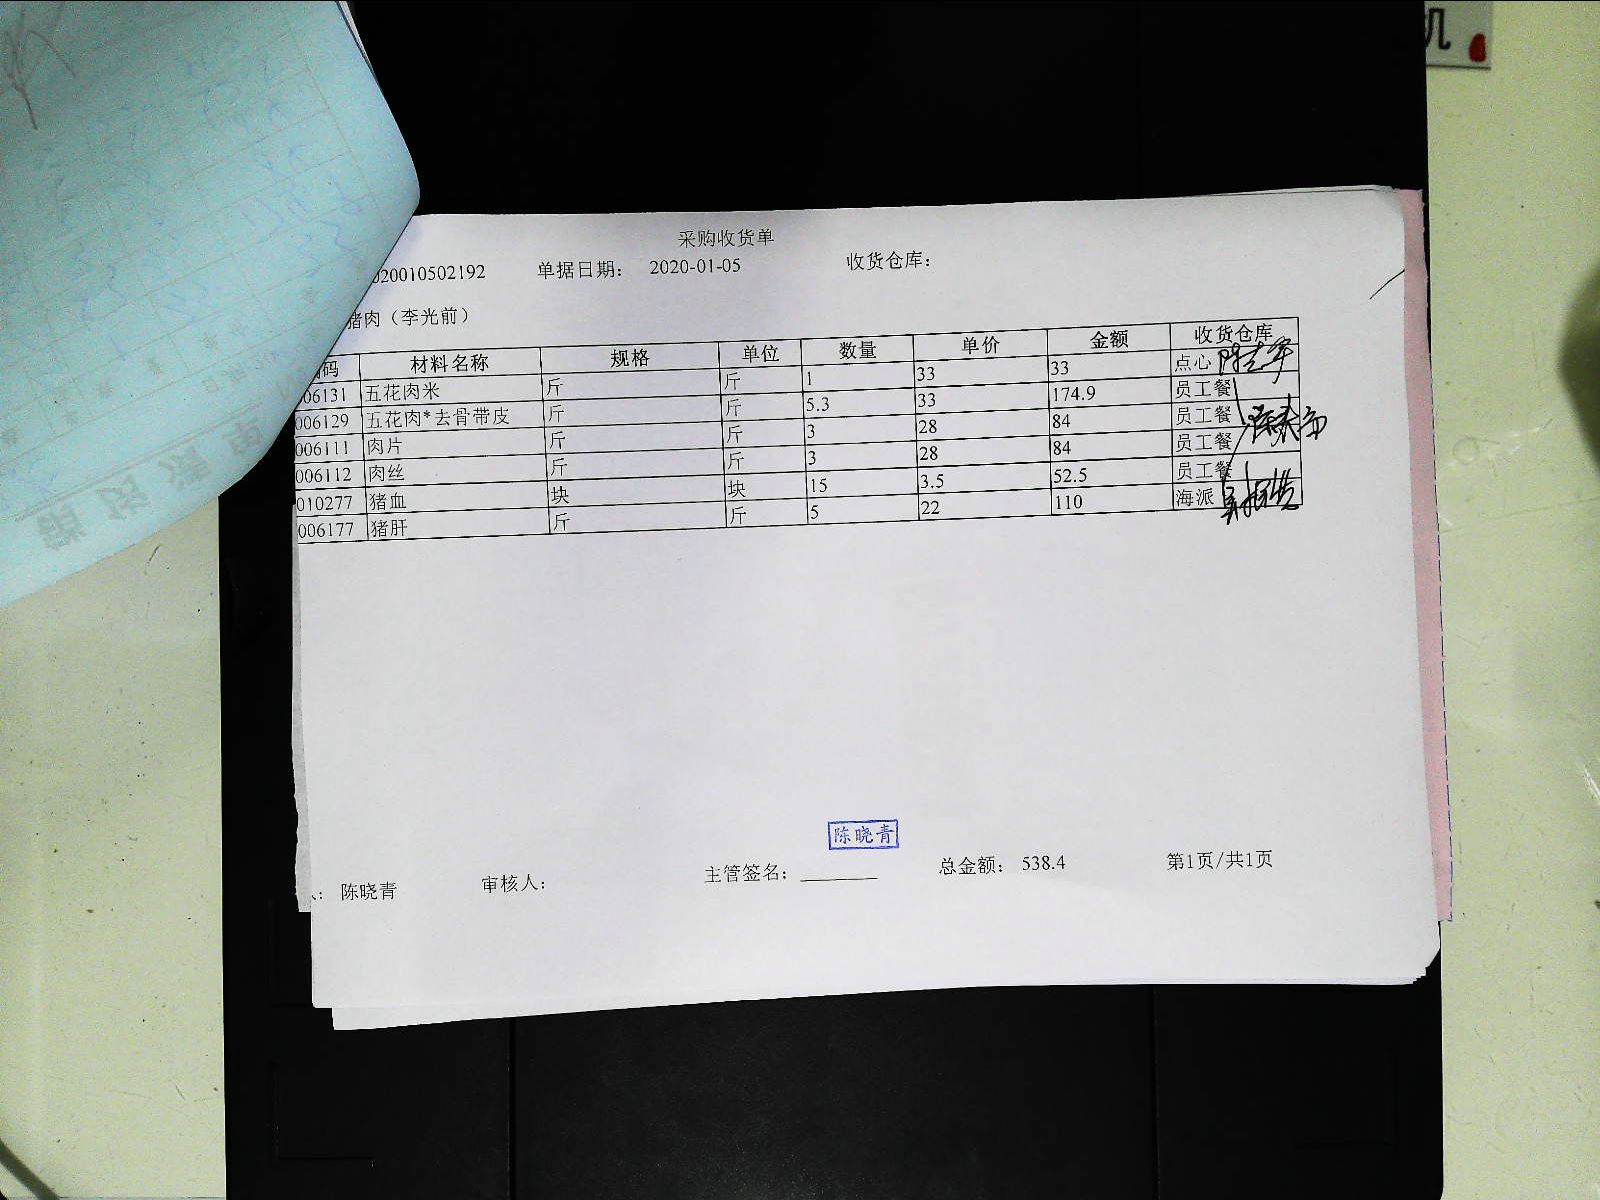 采购收货单
020010502192 单据日期: 2020-01-05 收货仓库:
猪肉（李光前）
码 材料名称 规格 单位 数量 单价 金额 收货仓库
06131 五花肉米 斤 斤 1 33 33 点心
006129 五花肉*去骨带皮 斤 斤 5.3 33 174.9 员工餐
006111 肉片 斤 斤 3 28 84 员工餐
006112 肉丝 斤 斤 3 28 84 员工餐
010277 猪血 块 块 15 3.5 52.5 员工餐
006177 猪肝 斤 斤 5 22 110 海派
陈晓青
: 陈晓青 审核人: 主管签名: 总金额: 538.4 第1页/共1页